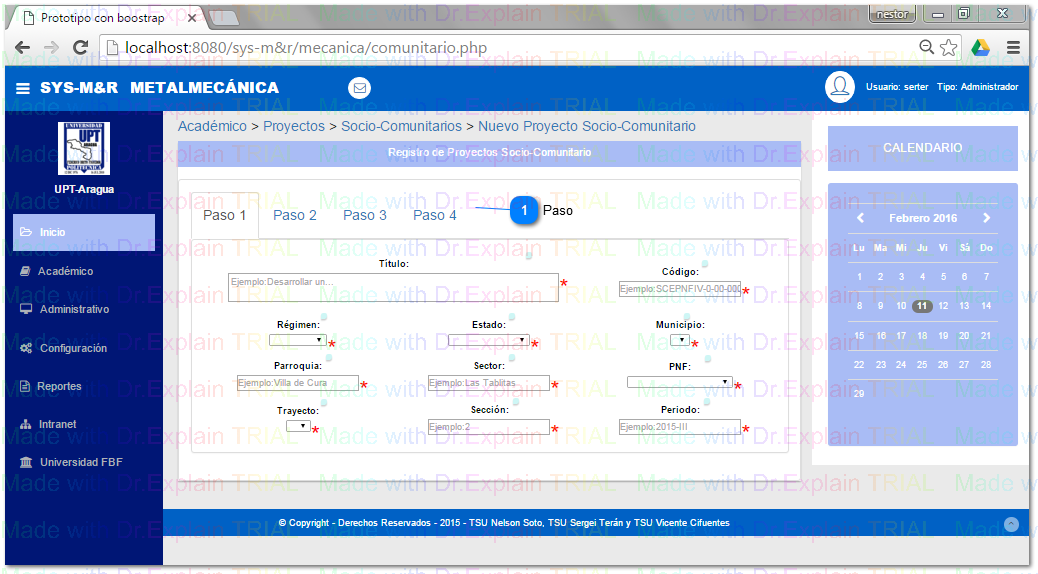 Prototipo con boostrap
nestor
localhost:8080/sys-m&r/mecanica/comunitario.php
SYS-M&R METALMECÁNICA
Usuario: serter Tipo: Administrador
UNIVERSIDAD
UPT
UPT-Aragua
Inicio
Académico
Administrativo
Configuración
Reportes
Intranet
Universidad FBF
Académico > Proyectos > Socio-Comunitarios > Nuevo Proyecto Socio-Comunitario
Registro de Proyectos Socio-Comunitario
Paso 1 Paso 2 Paso 3 Paso 4
1 Paso
Título:
Ejemplo:Desarrollar un... *
Código:
Ejemplo:SCEPNFIV-0-00-000 *
Régimen: * Estado: * Municipio: *
Parroquia: Sector: PNF:
Ejemplo:Villa de Cura * Ejemplo:Las Tablitas * *
Trayecto: Sección: Periodo:
* Ejemplo:2 * Ejemplo:2015-III *
CALENDARIO
Febrero 2016
Lu Ma Mi Ju Vi Sá Do
1 2 3 4 5 6 7
8 9 10 11 12 13 14
15 16 17 18 19 20 21
22 23 24 25 26 27 28
29
© Copyright - Derechos Reservados - 2015 - TSU Nelson Soto, TSU Sergei Terán y TSU Vicente Cifuentes
Made with Dr.Explain TRIAL